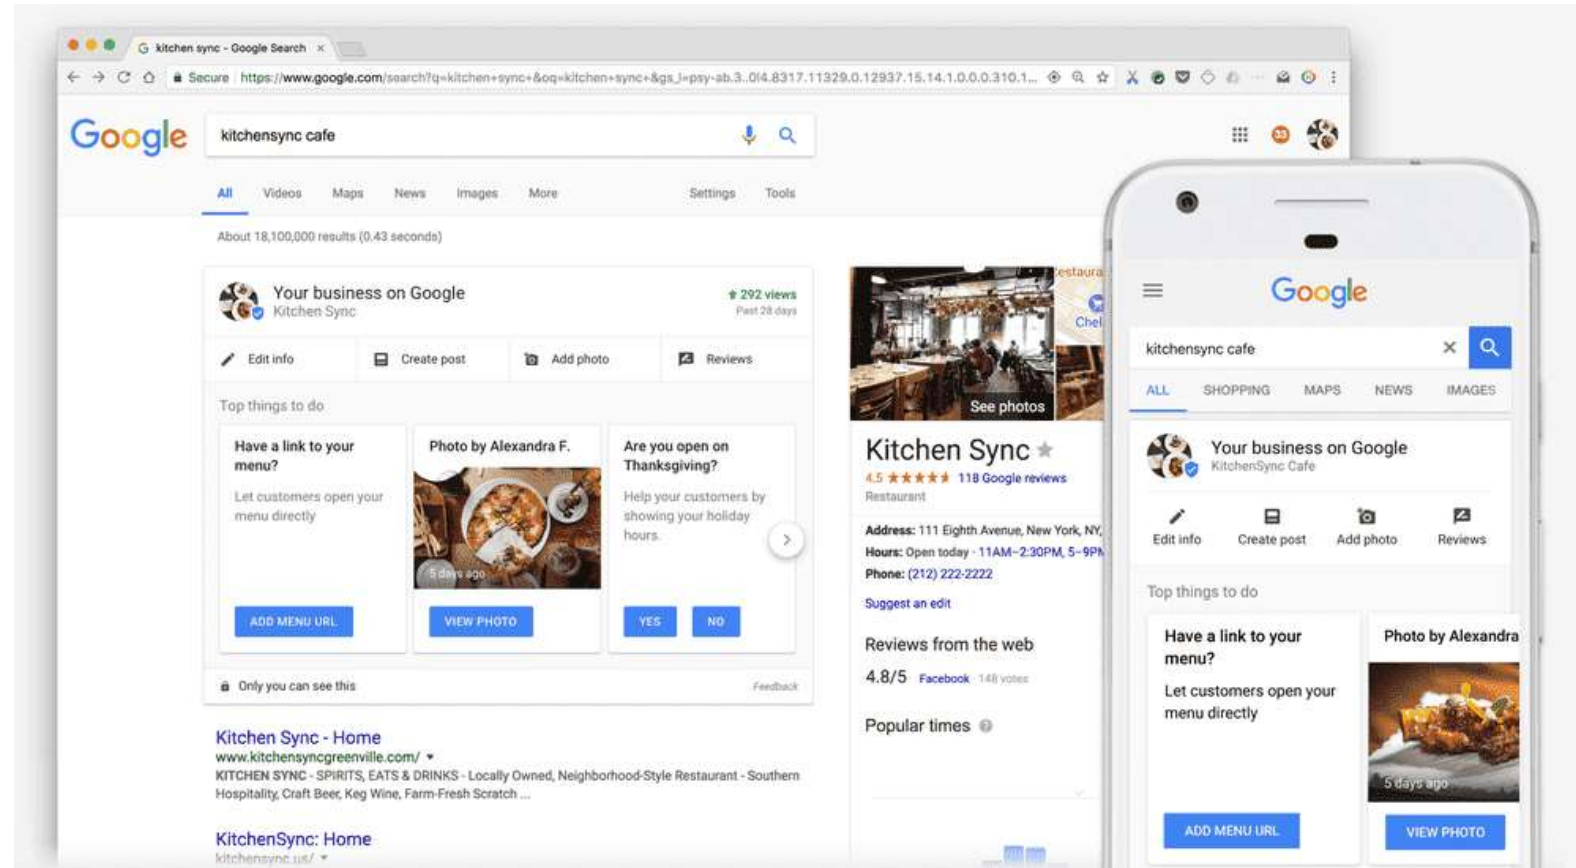 kitchen sync - Google Search
Secure https://www.google.com/search?q=kitchen+sync+&oq=kitchen+sync+&gs_l=psy-ab.3..0l4.8317.11329.0.12937.15.14.1.0.0.0.310.1...
Google
kitchensync cafe
33
All Videos Maps News Images More Settings Tools
About 18,100,000 results (0.43 seconds)
Your business on Google
Kitchen Sync
292 views
Past 28 days
Edit info Create post Add photo Reviews
Top things to do
Have a link to your
menu?
Let customers open your
menu directly
ADD MENU URL
Photo by Alexandra F.
5 days ago
VIEW PHOTO
Are you open on
Thanksgiving?
Help your customers by
showing your holiday
hours.
YES NO
Only you can see this
Feedback
Kitchen Sync - Home
www.kitchensyncgreenville.com/
KITCHEN SYNC - SPIRITS, EATS & DRINKS - Locally Owned, Neighborhood-Style Restaurant - Southern
Hospitality, Craft Beer, Keg Wine, Farm-Fresh Scratch ...
KitchenSync: Home
kitchensync.us/
estaura
Chel
See photos
Kitchen Sync
4.5 118 Google reviews
Restaurant
Address: 111 Eighth Avenue, New York, NY,
Hours: Open today · 11AM–2:30PM, 5–9PM
Phone: (212) 222-2222
Suggest an edit
Reviews from the web
4.8/5 Facebook · 148 votes
Popular times
Google
kitchensync cafe
ALL SHOPPING MAPS NEWS IMAGES
Your business on Google
KitchenSync Cafe
Edit info Create post Add photo Reviews
Top things to do
Have a link to your
menu?
Let customers open your
menu directly
ADD MENU URL
Photo by Alexandra
5 days ago
VIEW PHOTO